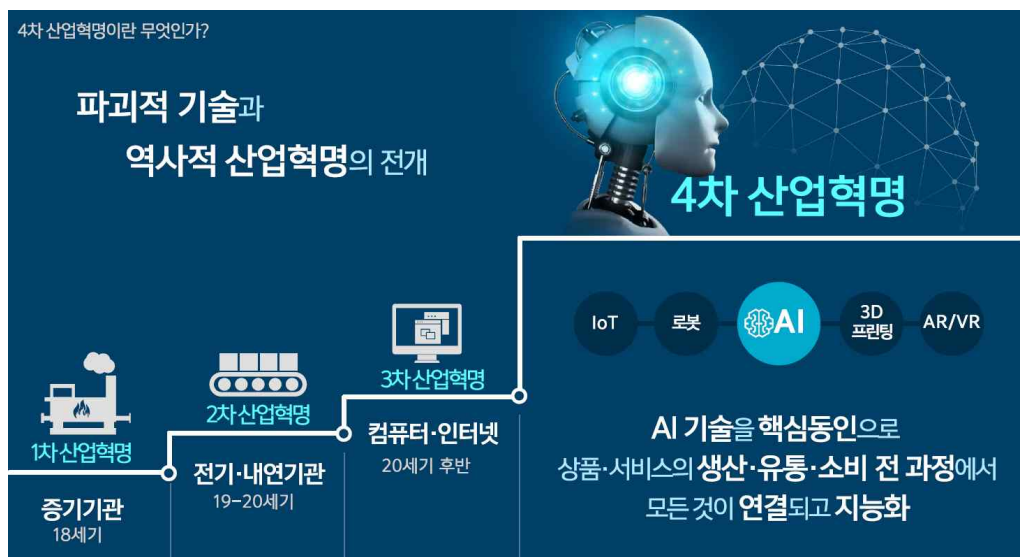 4차 산업혁명이란 무엇인가?
파괴적 기술과
역사적 산업혁명의 전개
4차 산업혁명
IoT
로봇
AI
3D
프린팅
AR/VR
3차 산업혁명
2차 산업혁명
1차 산업혁명
컴퓨터·인터넷
20세기 후반
전기·내연기관
19-20세기
증기기관
18세기
AI 기술을 핵심동인으로
상품·서비스의 생산·유통·소비 전 과정에서
모든 것이 연결되고 지능화